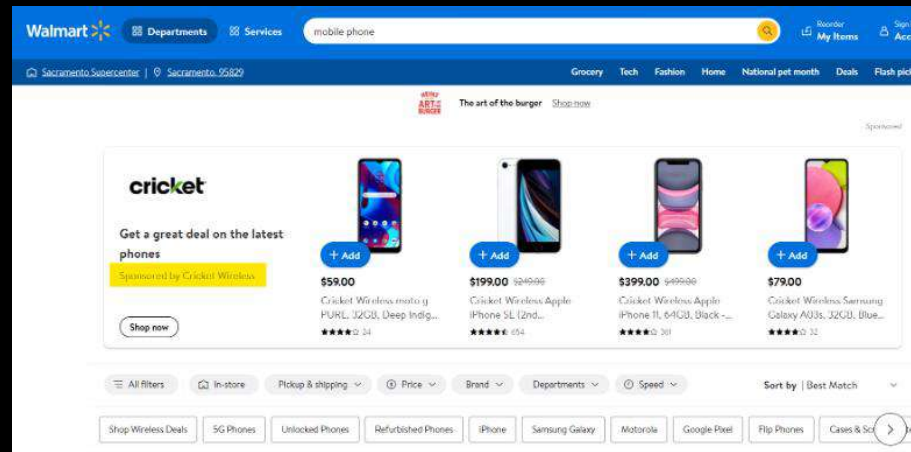 Walmart
Departments
Services
mobile phone
Reorder
My Items
Sign
Acc
Sacramento Supercenter | Sacramento, 95829
Grocery Tech Fashion Home National pet month Deals Flash pick
ART OF THE BURGER
The art of the burger Shop now
Sponsored
cricket
Get a great deal on the latest
phones
Sponsored by Cricket Wireless
Shop now
+ Add
$59.00
Cricket Wireless moto g
PURE, 32GB, Deep Indig...
24
+ Add
$199.00 $249.00
Cricket Wireless Apple
iPhone SE (2nd...
654
+ Add
$399.00 $499.00
Cricket Wireless Apple
iPhone 11, 64GB, Black -...
361
+ Add
$79.00
Cricket Wireless Samsung
Galaxy A03s, 32GB, Blue...
32
All filters In-store Pickup & shipping Price Brand Departments Speed Sort by | Best Match
Shop Wireless Deals 5G Phones Unlocked Phones Refurbished Phones iPhone Samsung Galaxy Motorola Google Pixel Flip Phones Cases & Sc